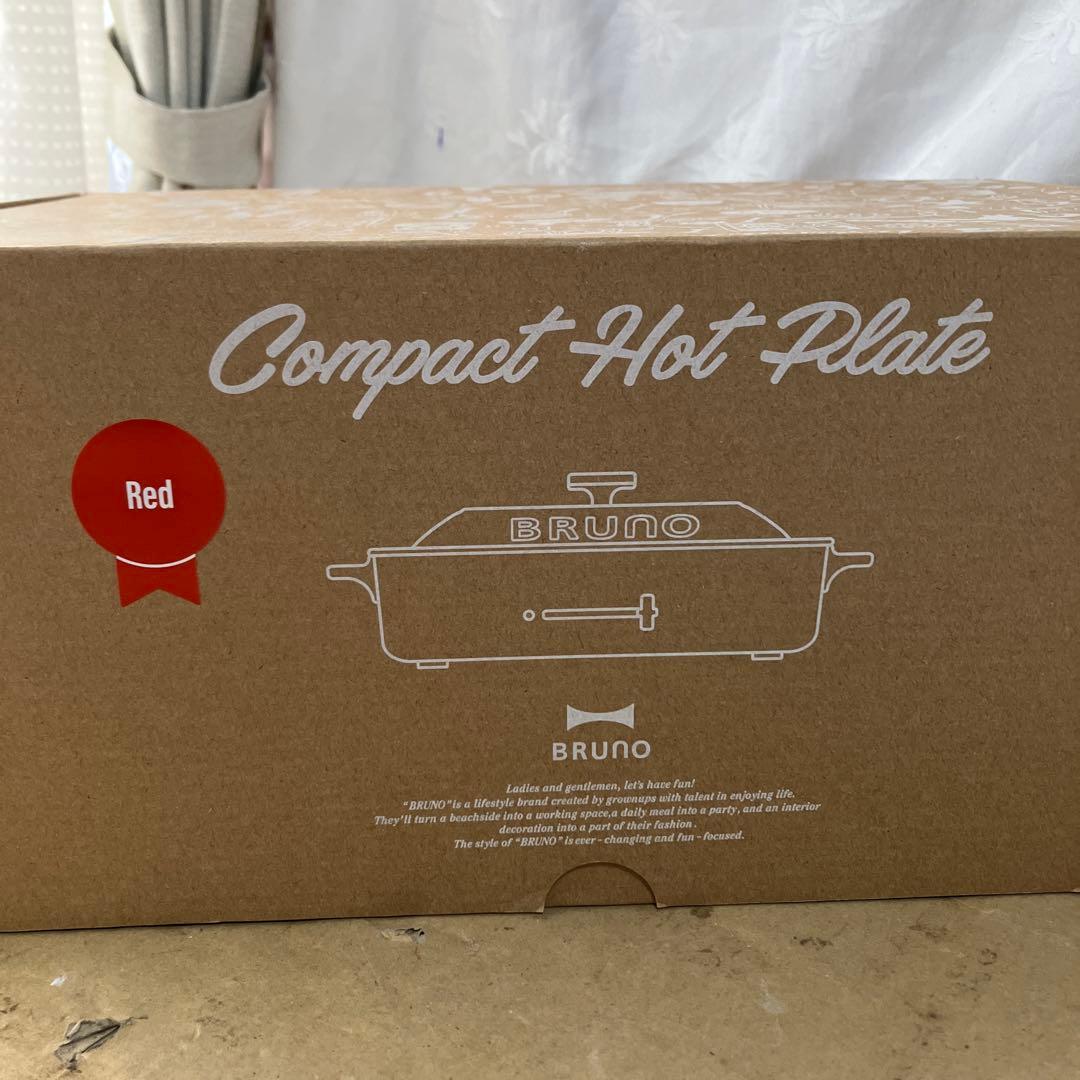 Compact Hot Plate
Red
BRUNO
BRUNO
Ladies and gentlemen, let's have fun!
"BRUNO" is a lifestyle brand created by grownups with talent in enjoying life.
They'll turn a beachside into a working space,a daily meal into a party, and an interior
decoration into a part of their fashion.
The style of "BRUNO" is ever-changing and fun-focused.